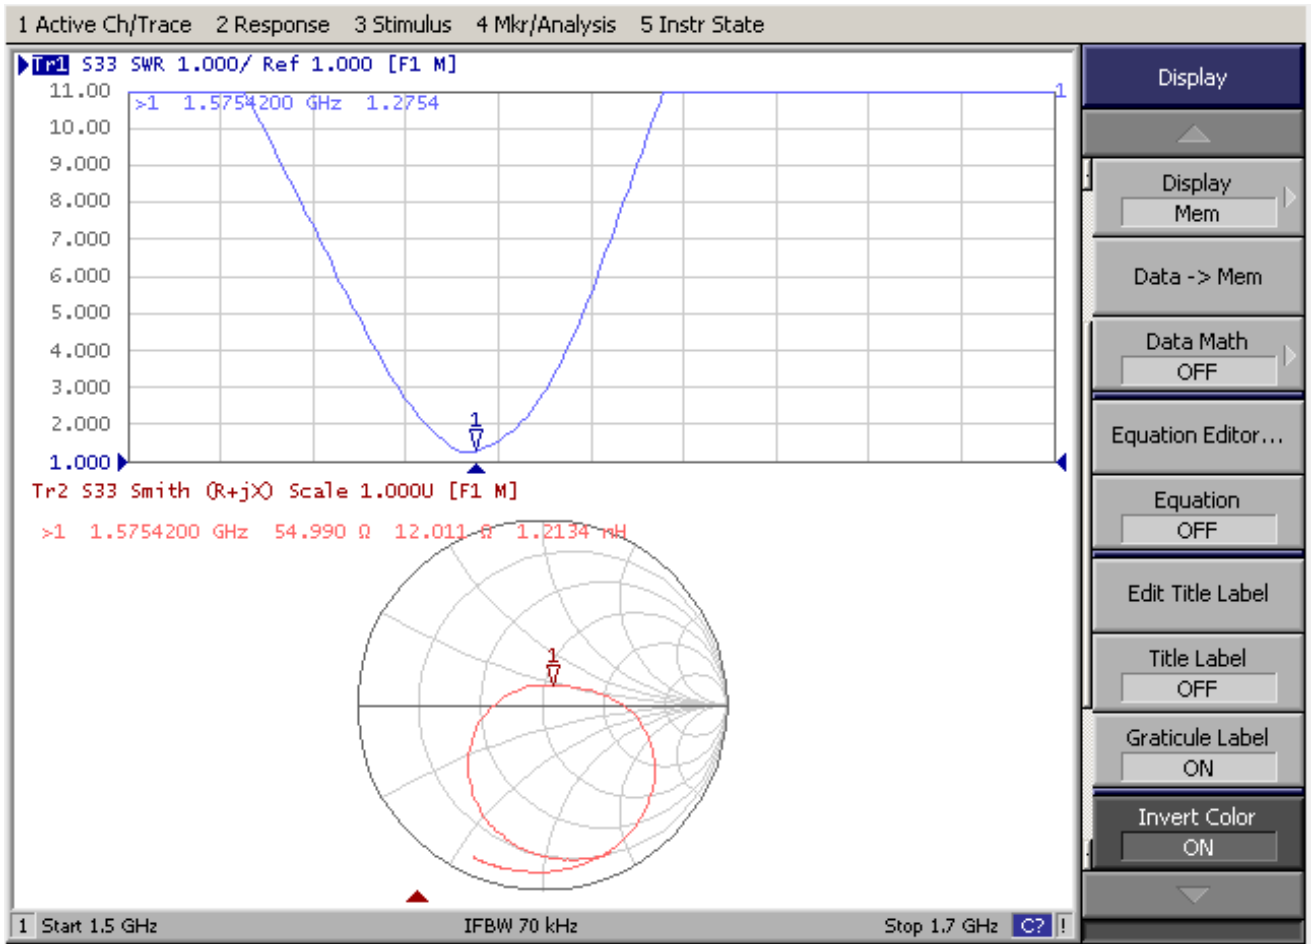 1 Active Ch/Trace 2 Response 3 Stimulus 4 Mkr/Analysis 5 Instr State
Tr1 S33 SWR 1.000/ Ref 1.000 [F1 M]
11.00
>1 1.5754200 GHz 1.2754
1
10.00
9.000
8.000
7.000
6.000
5.000
4.000
3.000
2.000
1
1.000
Tr2 S33 Smith (R+jX) Scale 1.000U [F1 M]
>1 1.5754200 GHz 54.990 Ω 12.011 Ω 1.2134 nH
1
1 Start 1.5 GHz
IFBW 70 kHz
Stop 1.7 GHz C? !
Display
Display
Mem
Data -> Mem
Data Math
OFF
Equation Editor...
Equation
OFF
Edit Title Label
Title Label
OFF
Graticule Label
ON
Invert Color
ON